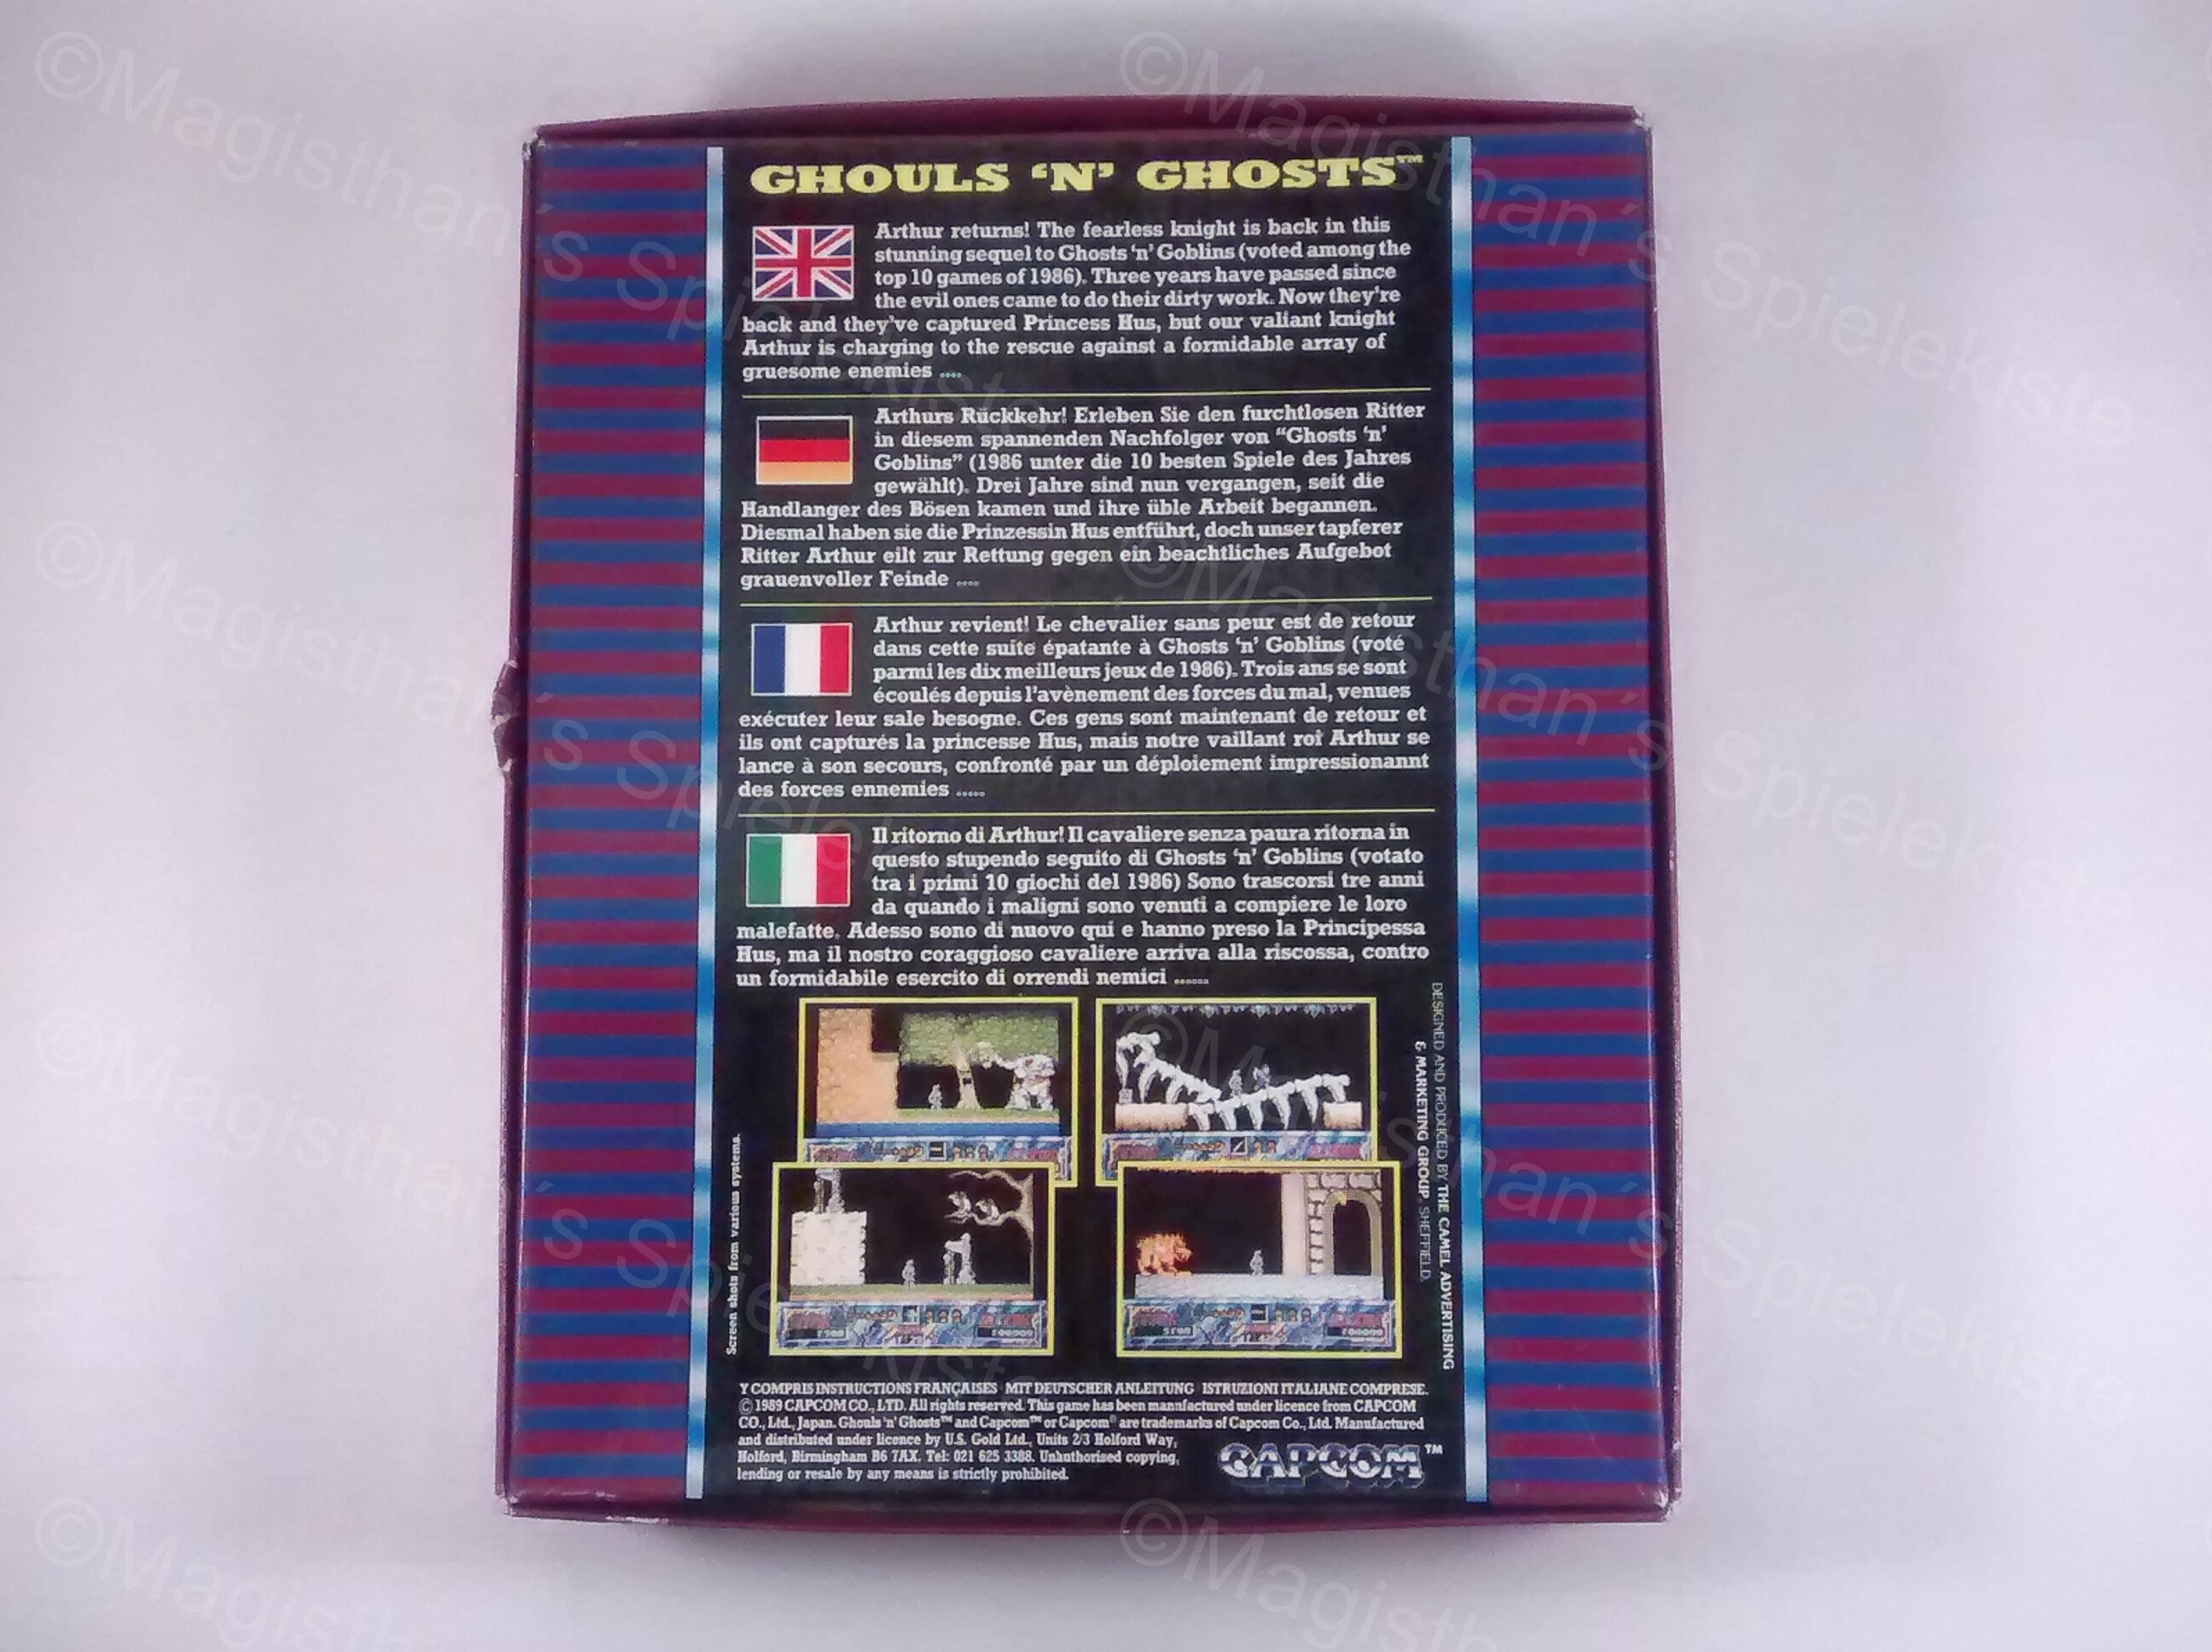 GHOULS 'N' GHOSTS™
Arthur returns! The fearless knight is back in this
stunning sequel to Ghosts 'n' Goblins (voted among the
top 10 games of 1986). Three years have passed since
the evil ones came to do their dirty work. Now they're
back and they've captured Princess Hus, but our valiant knight
Arthur is charging to the rescue against a formidable array of
gruesome enemies ....
Arthurs Rückkehr! Erleben Sie den furchtlosen Ritter
in diesem spannenden Nachfolger von "Ghosts 'n'
Goblins" (1986 unter die 10 besten Spiele des Jahres
gewählt). Drei Jahre sind nun vergangen, seit die
Handlanger des Bösen kamen und ihre üble Arbeit begannen.
Diesmal haben sie die Prinzessin Hus entführt, doch unser tapferer
Ritter Arthur eilt zur Rettung gegen ein beachtliches Aufgebot
grauenvoller Feinde ....
Arthur revient! Le chevalier sans peur est de retour
dans cette suite épatante à Ghosts 'n' Goblins (voté
parmi les dix meilleurs jeux de 1986). Trois ans se sont
écoulés depuis l'avènement des forces du mal, venues
exécuter leur sale besogne. Ces gens sont maintenant de retour et
ils ont capturés la princesse Hus, mais notre vaillant roi Arthur se
lance à son secours, confronté par un déploiement impressionannt
des forces ennemies .....
Il ritorno di Arthur! Il cavaliere senza paura ritorna in
questo stupendo seguito di Ghosts 'n' Goblins (votato
tra i primi 10 giochi del 1986) Sono trascorsi tre anni
da quando i maligni sono venuti a compiere le loro
malefatte. Adesso sono di nuovo qui e hanno preso la Principessa
Hus, ma il nostro coraggioso cavaliere arriva alla riscossa, contro
un formidabile esercito di orrendi nemici ......
Screen shots from various systems.
DESIGNED AND PRODUCED BY THE CAMEL ADVERTISING
& MARKETING GROUP, SHEFFIELD.
Y COMPRIS INSTRUCTIONS FRANÇAISES MIT DEUTSCHER ANLEITUNG ISTRUZIONI ITALIANE COMPRESE.
© 1989 CAPCOM CO., LTD. All rights reserved. This game has been manufactured under licence from CAPCOM
CO., Ltd., Japan. Ghouls 'n' Ghosts™ and Capcom™ or Capcom® are trademarks of Capcom Co., Ltd. Manufactured
and distributed under licence by U.S. Gold Ltd., Units 2/3 Holford Way,
Holford, Birmingham B6 7AX. Tel: 021 625 3388. Unauthorised copying,
lending or resale by any means is strictly prohibited.
CAPCOM™
©Magisthan's Spielekiste
©Magisthan's Spielekiste
©Magisthan's Spielekiste
©Magisthan's Spielekiste
©Magisthan's Spielekiste
©Magisthan's Spielekiste